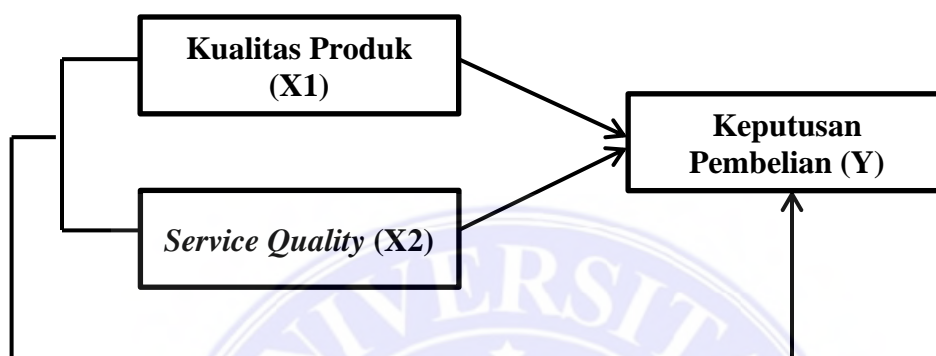 Kualitas Produk
(X1)
Keputusan
Pembelian (Y)
Service Quality (X2)